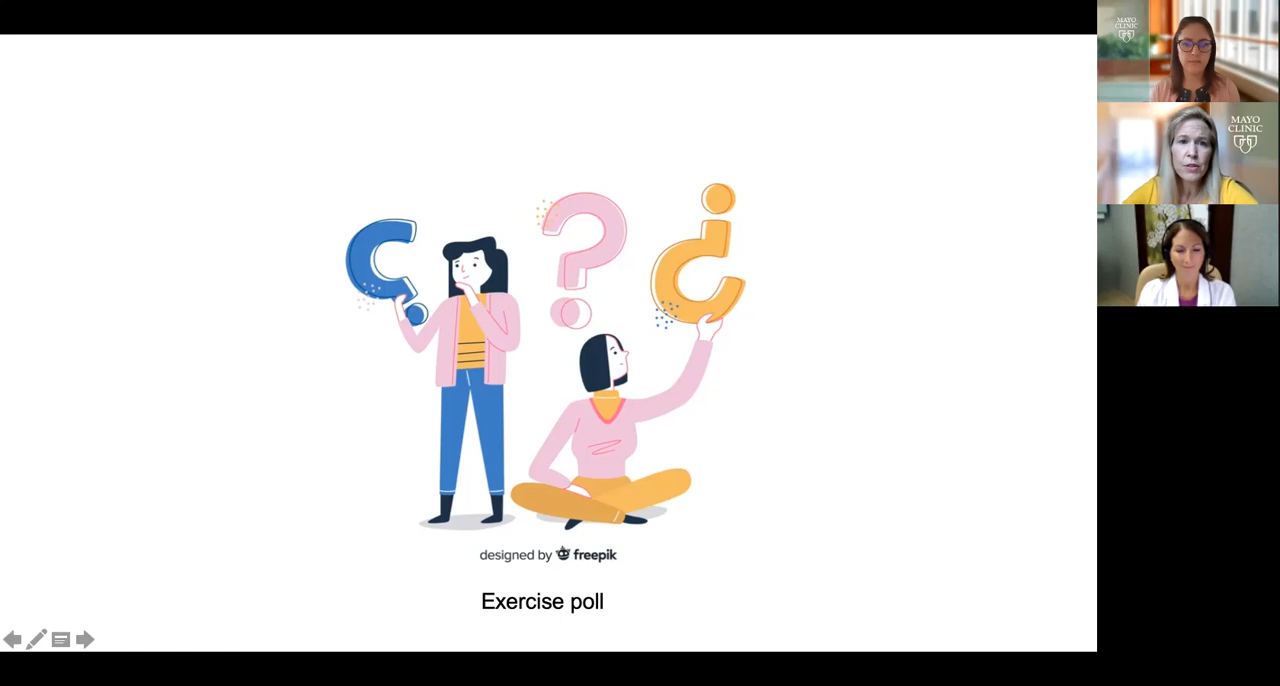 designed by freepik
Exercise poll
MAYO
CLINIC
MAYO
CLINIC